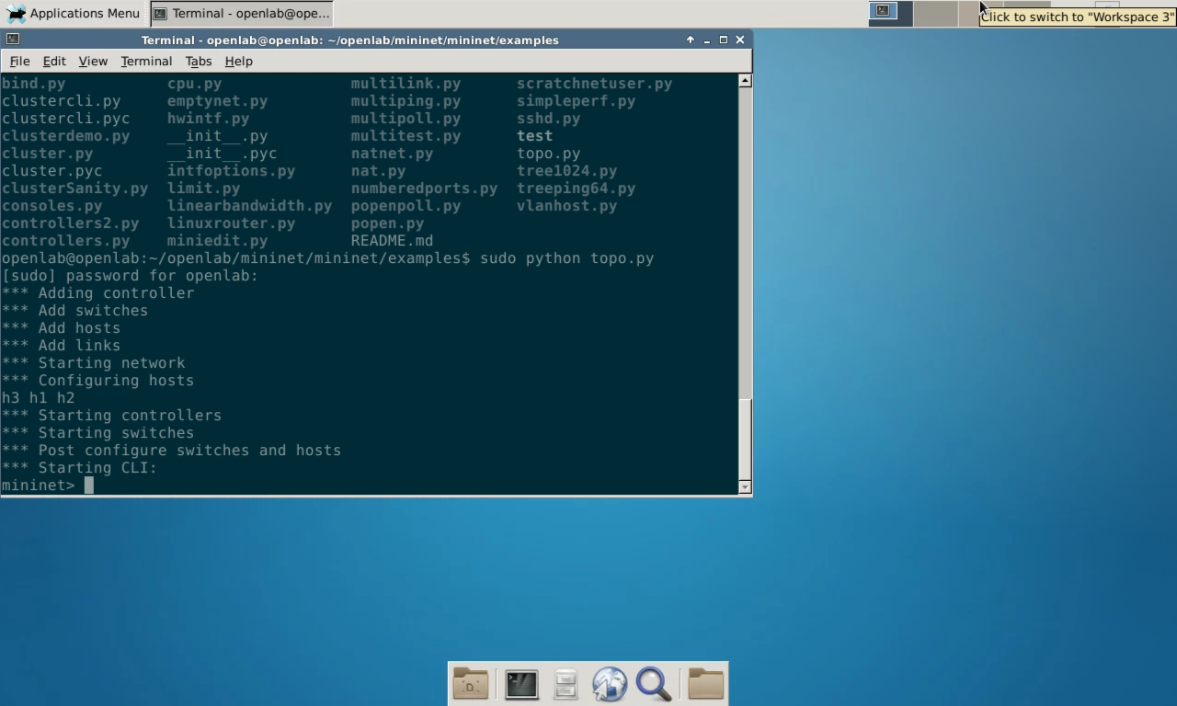 Applications Menu Terminal - openlab@ope...
Click to switch to "Workspace 3"
Terminal - openlab@openlab: ~/openlab/mininet/mininet/examples
File Edit View Terminal Tabs Help
bind.py cpu.py multilink.py scratchnetuser.py
clustercli.py emptynet.py multiping.py simpleperf.py
clustercli.pyc hwintf.py multipoll.py sshd.py
clusterdemo.py __init__.py multitest.py test
cluster.py __init__.pyc natnet.py topo.py
cluster.pyc intfoptions.py nat.py tree1024.py
clusterSanity.py limit.py numberedports.py treeping64.py
consoles.py linearbandwidth.py popenpoll.py vlanhost.py
controllers2.py linuxrouter.py popen.py
controllers.py miniedit.py README.md
openlab@openlab:~/openlab/mininet/mininet/examples$ sudo python topo.py
[sudo] password for openlab:
*** Adding controller
*** Add switches
*** Add hosts
*** Add links
*** Starting network
*** Configuring hosts
h3 h1 h2
*** Starting controllers
*** Starting switches
*** Post configure switches and hosts
*** Starting CLI:
mininet>